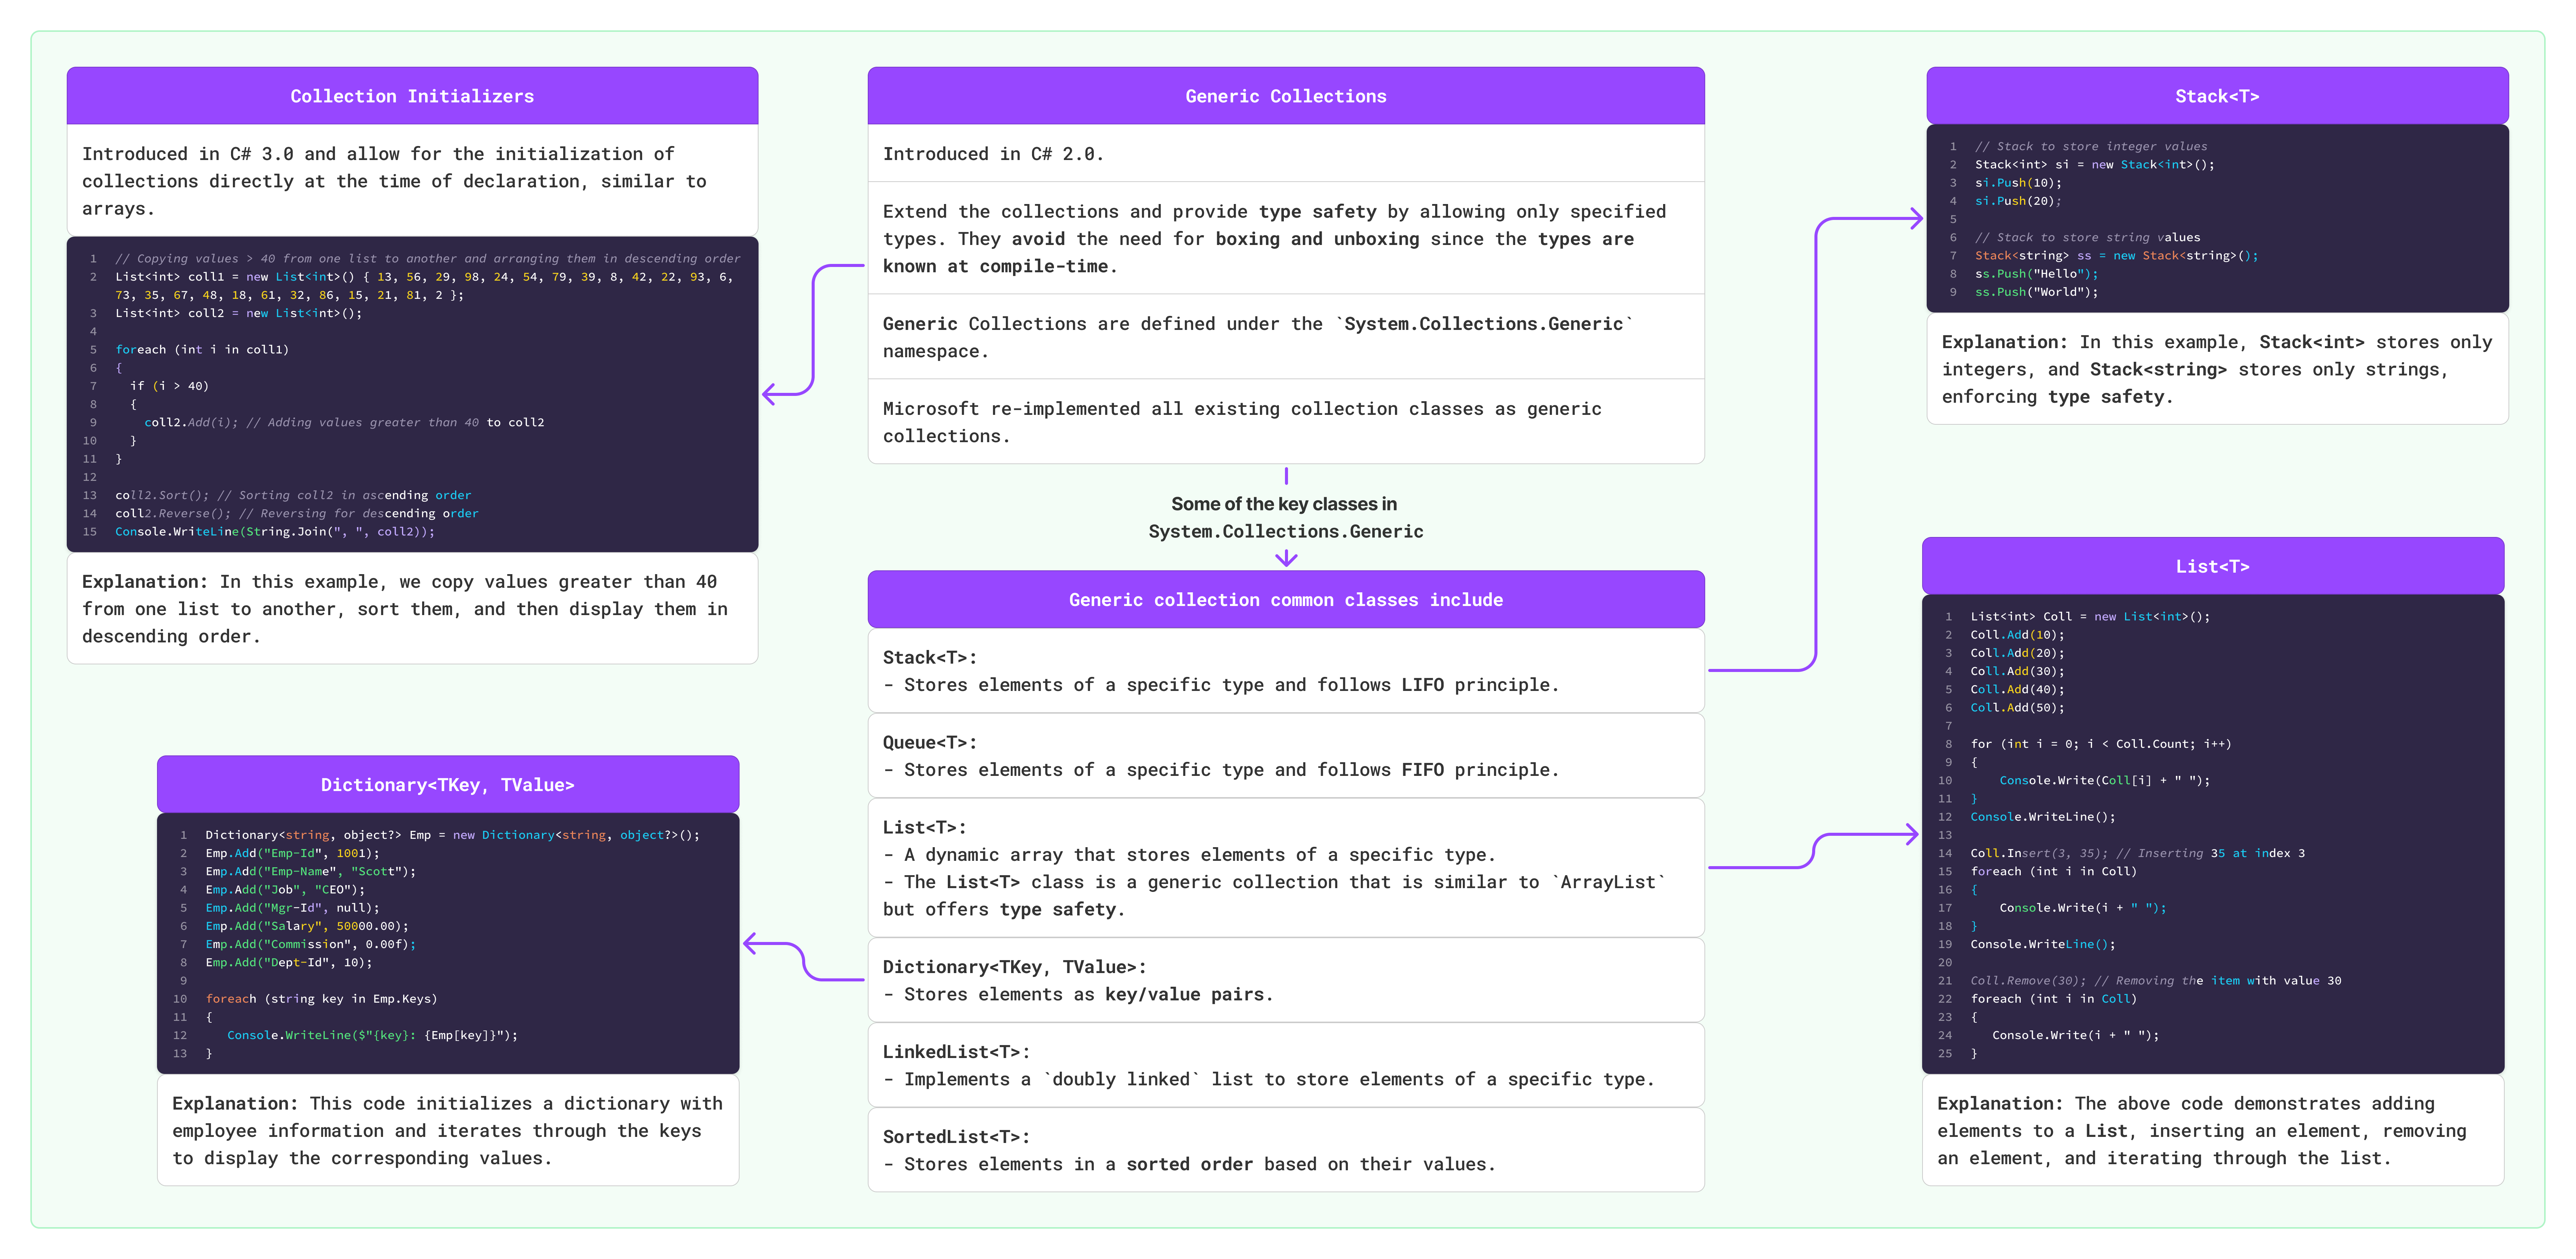 Collection Initializers
Introduced in C# 3.0 and allow for the initialization of
collections directly at the time of declaration, similar to
arrays.
1 // Copying values > 40 from one list to another and arranging them in descending order
2 List<int> coll1 = new List<int>() { 13, 56, 29, 98, 24, 54, 79, 39, 8, 42, 22, 93, 6,
73, 35, 67, 48, 18, 61, 32, 86, 15, 21, 81, 2 };
3 List<int> coll2 = new List<int>();
4
5 foreach (int i in coll1)
6 {
7   if (i > 40)
8   {
9     coll2.Add(i); // Adding values greater than 40 to coll2
10   }
11 }
12
13 coll2.Sort(); // Sorting coll2 in ascending order
14 coll2.Reverse(); // Reversing for descending order
15 Console.WriteLine(String.Join(", ", coll2));
Explanation: In this example, we copy values greater than 40
from one list to another, sort them, and then display them in
descending order.
Generic Collections
Introduced in C# 2.0.
Extend the collections and provide type safety by allowing only specified
types. They avoid the need for boxing and unboxing since the types are
known at compile-time.
Generic Collections are defined under the `System.Collections.Generic`
namespace.
Microsoft re-implemented all existing collection classes as generic
collections.
Some of the key classes in
System.Collections.Generic
Generic collection common classes include
Stack<T>:
- Stores elements of a specific type and follows LIFO principle.
Queue<T>:
- Stores elements of a specific type and follows FIFO principle.
List<T>:
- A dynamic array that stores elements of a specific type.
- The List<T> class is a generic collection that is similar to `ArrayList`
but offers type safety.
Dictionary<TKey, TValue>:
- Stores elements as key/value pairs.
LinkedList<T>:
- Implements a `doubly linked` list to store elements of a specific type.
SortedList<T>:
- Stores elements in a sorted order based on their values.
Stack<T>
1 // Stack to store integer values
2 Stack<int> si = new Stack<int>();
3 si.Push(10);
4 si.Push(20);
5
6 // Stack to store string values
7 Stack<string> ss = new Stack<string>();
8 ss.Push("Hello");
9 ss.Push("World");
Explanation: In this example, Stack<int> stores only
integers, and Stack<string> stores only strings,
enforcing type safety.
List<T>
1 List<int> Coll = new List<int>();
2 Coll.Add(10);
3 Coll.Add(20);
4 Coll.Add(30);
5 Coll.Add(40);
6 Coll.Add(50);
7
8 for (int i = 0; i < Coll.Count; i++)
9 {
10     Console.Write(Coll[i] + " ");
11 }
12 Console.WriteLine();
13
14 Coll.Insert(3, 35); // Inserting 35 at index 3
15 foreach (int i in Coll)
16 {
17     Console.Write(i + " ");
18 }
19 Console.WriteLine();
20
21 Coll.Remove(30); // Removing the item with value 30
22 foreach (int i in Coll)
23 {
24    Console.Write(i + " ");
25 }
Explanation: The above code demonstrates adding
elements to a List, inserting an element, removing
an element, and iterating through the list.
Dictionary<TKey, TValue>
1 Dictionary<string, object?> Emp = new Dictionary<string, object?>();
2 Emp.Add("Emp-Id", 1001);
3 Emp.Add("Emp-Name", "Scott");
4 Emp.Add("Job", "CEO");
5 Emp.Add("Mgr-Id", null);
6 Emp.Add("Salary", 50000.00);
7 Emp.Add("Commission", 0.00f);
8 Emp.Add("Dept-Id", 10);
9
10 foreach (string key in Emp.Keys)
11 {
12    Console.WriteLine($"{key}: {Emp[key]}");
13 }
Explanation: This code initializes a dictionary with
employee information and iterates through the keys
to display the corresponding values.